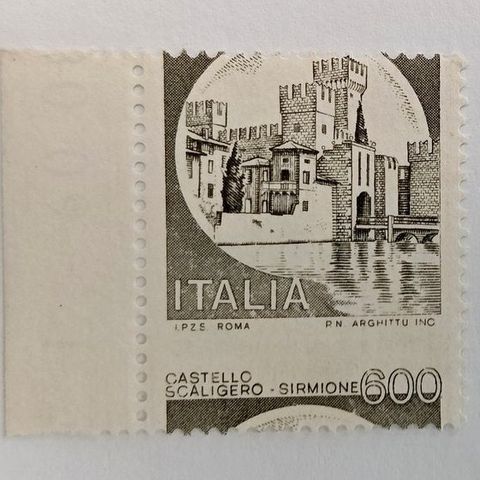 ITALIA
I.P.Z.S. ROMA P.N. ARGHITTU INC
CASTELLO
SCALIGERO - SIRMIONE 600